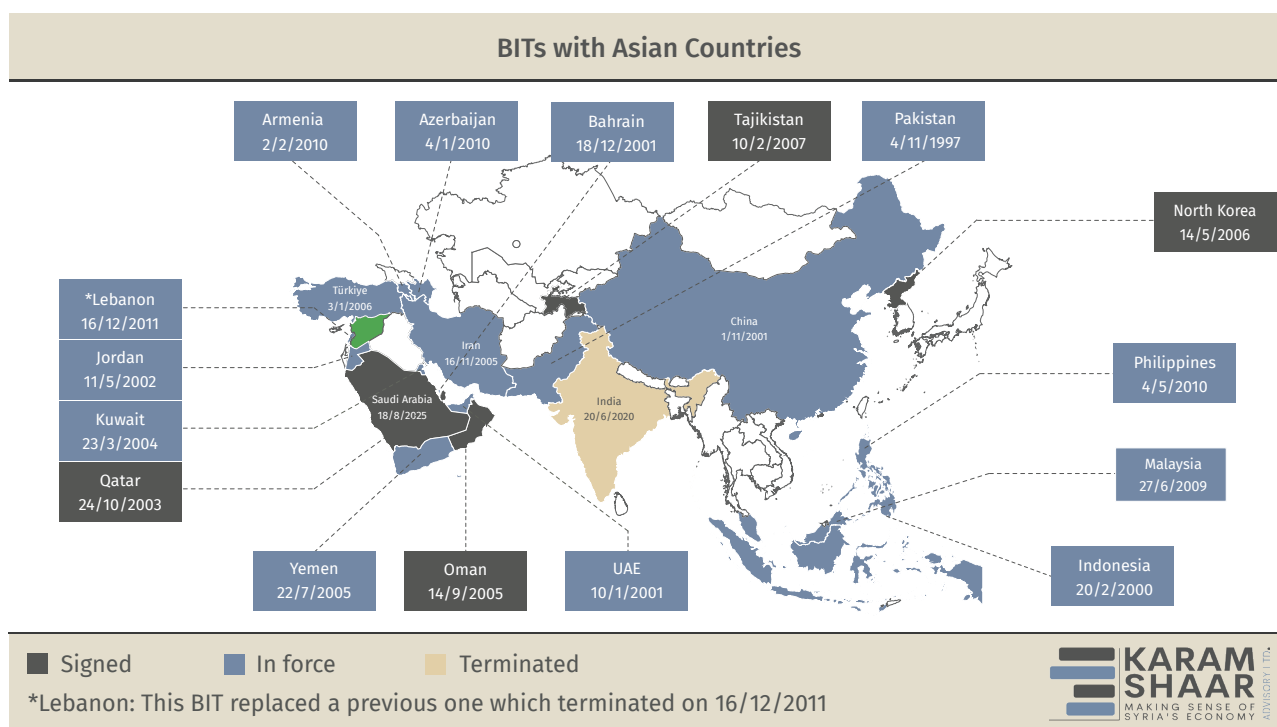 BITs with Asian Countries
Armenia
2/2/2010
Azerbaijan
4/1/2010
Bahrain
18/12/2001
Tajikistan
10/2/2007
Pakistan
4/11/1997
North Korea
14/5/2006
*Lebanon
16/12/2011
Jordan
11/5/2002
Kuwait
23/3/2004
Qatar
24/10/2003
Türkiye
3/1/2006
Iran
16/11/2005
Saudi Arabia
18/8/2025
India
20/6/2020
China
1/11/2001
Philippines
4/5/2010
Malaysia
27/6/2009
Indonesia
20/2/2000
Yemen
22/7/2005
Oman
14/9/2005
UAE
10/1/2001
Signed
In force
Terminated
*Lebanon: This BIT replaced a previous one which terminated on 16/12/2011
KARAM
SHAAR
MAKING SENSE OF
SYRIA'S ECONOMY
ADVISORY LTD.